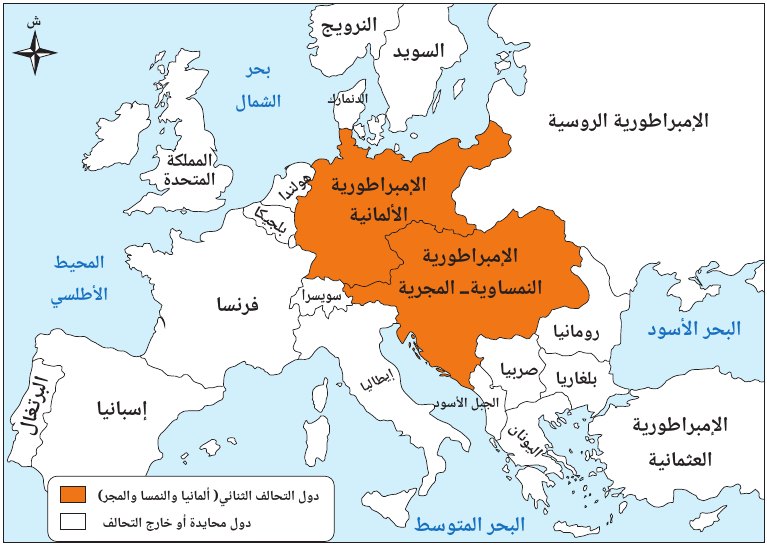 ش
النرويج
السويد
بحر
الشمال
الدنمارك
الإمبراطورية الروسية
المملكة
المتحدة
هولندا
الإمبراطورية
الألمانية
بلجيكا
الإمبراطورية
النمساوية – المجرية
المحيط
الأطلسي
سويسرا
فرنسا
رومانيا
البحر الأسود
صربيا
بلغاريا
إيطاليا
البرتغال
إسبانيا
الجبل الأسود
اليونان
الإمبراطورية
العثمانية
دول التحالف الثنائي( ألمانيا والنمسا والمجر)
دول محايدة أو خارج التحالف
البحر المتوسط